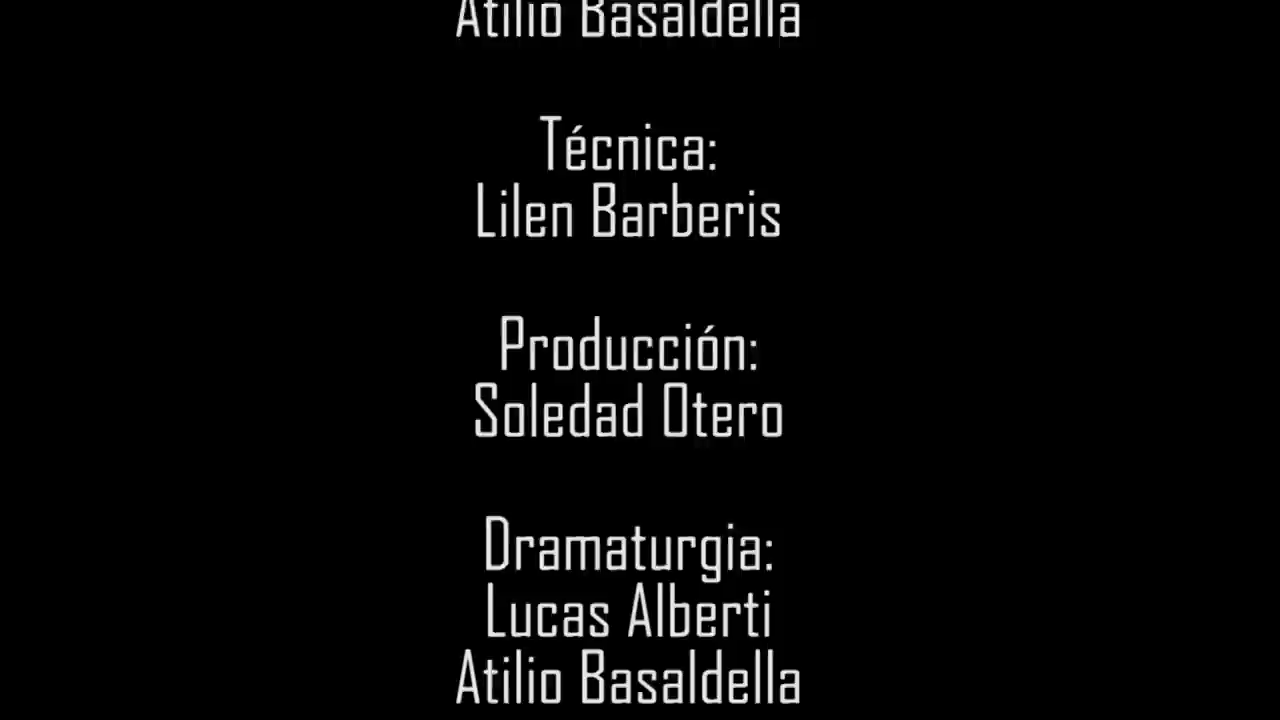 Atilio Basaldella
Técnica:
Lilen Barberis
Producción:
Soledad Otero
Dramaturgia:
Lucas Alberti
Atilio Basaldella